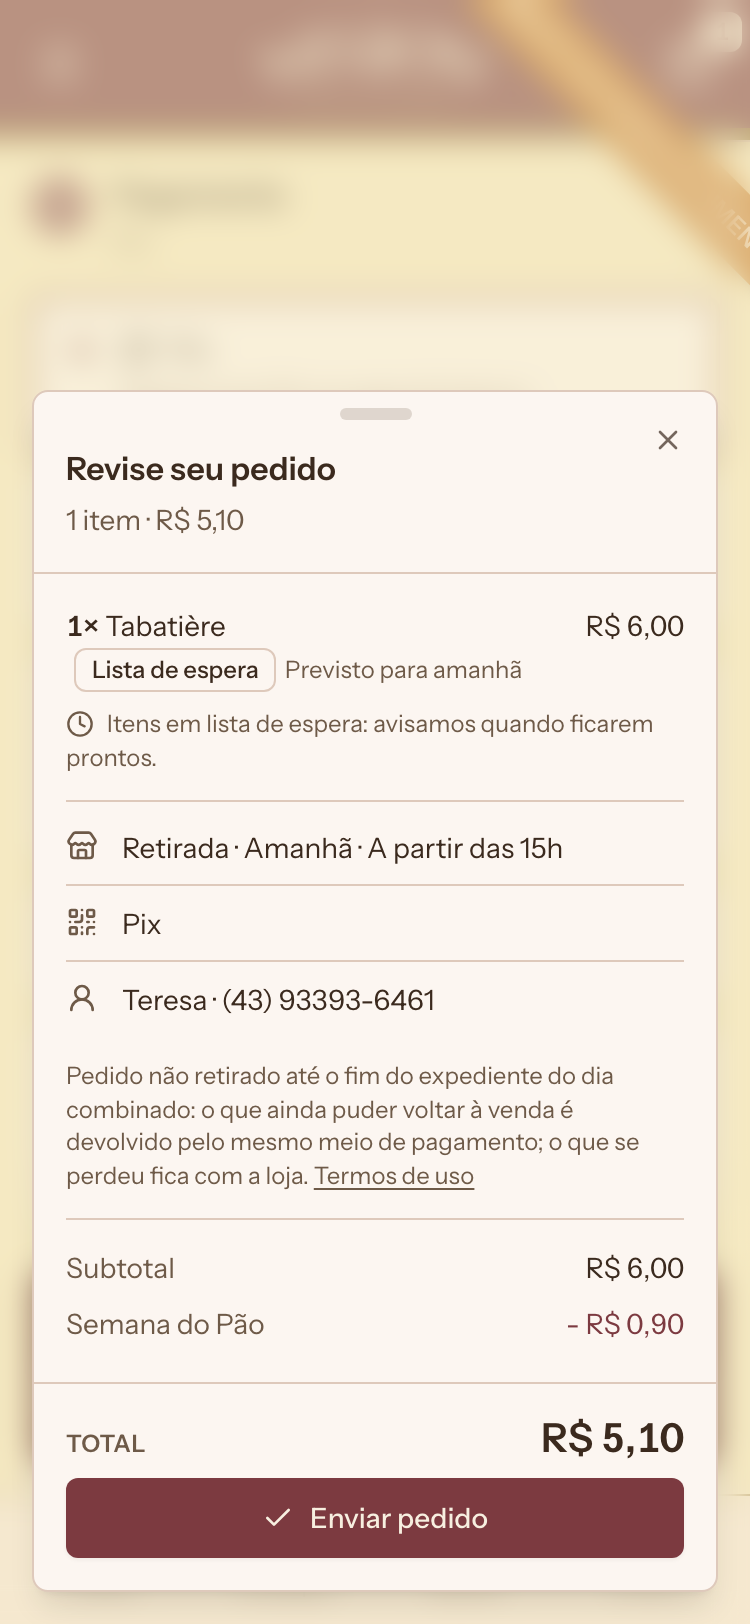 Revise seu pedido
1 item · R$ 5,10
1× Tabatière R$ 6,00
Lista de espera Previsto para amanhã
Itens em lista de espera: avisamos quando ficarem
prontos.
Retirada · Amanhã · A partir das 15h
Pix
Teresa · (43) 93393-6461
Pedido não retirado até o fim do expediente do dia
combinado: o que ainda puder voltar à venda é
devolvido pelo mesmo meio de pagamento; o que se
perdeu fica com a loja. Termos de uso
Subtotal R$ 6,00
Semana do Pão - R$ 0,90
TOTAL R$ 5,10
Enviar pedido